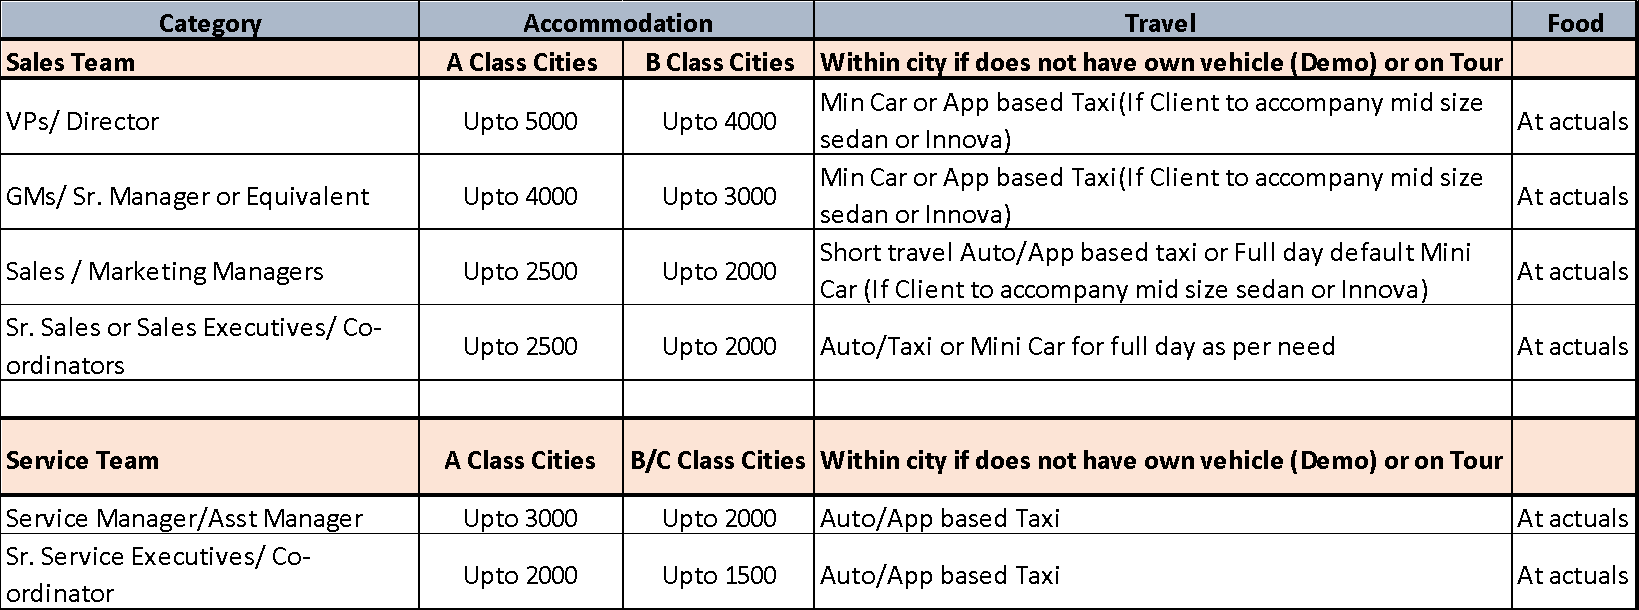 Category Accommodation Travel Food
Sales Team A Class Cities B Class Cities Within city if does not have own vehicle (Demo) or on Tour
VPs/ Director Upto 5000 Upto 4000 Min Car or App based Taxi(If Client to accompany mid size
sedan or Innova) At actuals
GMs/ Sr. Manager or Equivalent Upto 4000 Upto 3000 Min Car or App based Taxi(If Client to accompany mid size
sedan or Innova) At actuals
Sales / Marketing Managers Upto 2500 Upto 2000 Short travel Auto/App based taxi or Full day default Mini
Car (If Client to accompany mid size sedan or Innova) At actuals
Sr. Sales or Sales Executives/ Co-
ordinators Upto 2500 Upto 2000 Auto/Taxi or Mini Car for full day as per need At actuals
Service Team A Class Cities B/C Class Cities Within city if does not have own vehicle (Demo) or on Tour
Service Manager/Asst Manager Upto 3000 Upto 2000 Auto/App based Taxi At actuals
Sr. Service Executives/ Co-
ordinator Upto 2000 Upto 1500 Auto/App based Taxi At actuals